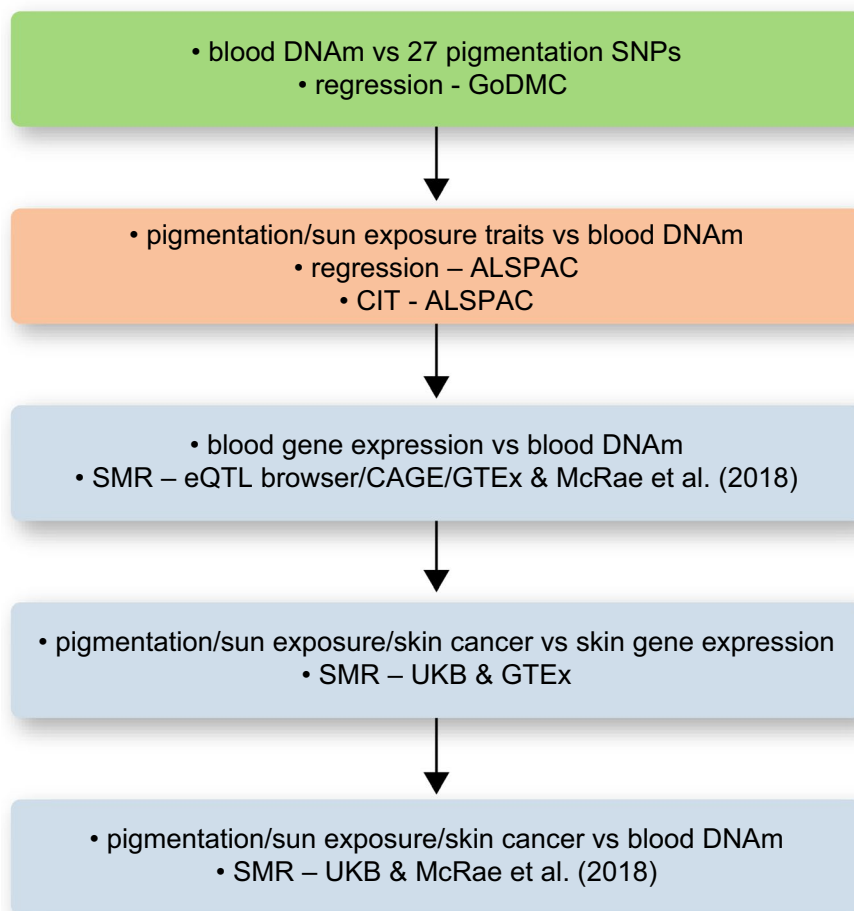 • blood DNAm vs 27 pigmentation SNPs
• regression - GoDMC
• pigmentation/sun exposure traits vs blood DNAm
• regression – ALSPAC
• CIT - ALSPAC
• blood gene expression vs blood DNAm
• SMR – eQTL browser/CAGE/GTEx & McRae et al. (2018)
• pigmentation/sun exposure/skin cancer vs skin gene expression
• SMR – UKB & GTEx
• pigmentation/sun exposure/skin cancer vs blood DNAm
• SMR – UKB & McRae et al. (2018)